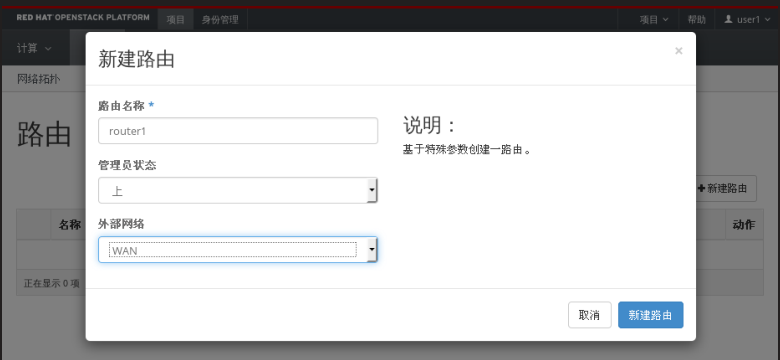 RED HAT OPENSTACK PLATFORM 项目 身份管理 项目 帮助 user1
计算
网络拓扑
路由
新建路由
×
路由名称 *
router1
说明：
基于特殊参数创建一路由。
管理员状态
上
外部网络
WAN
取消 新建路由
+新建路由
名称 动作
正在显示 0 项